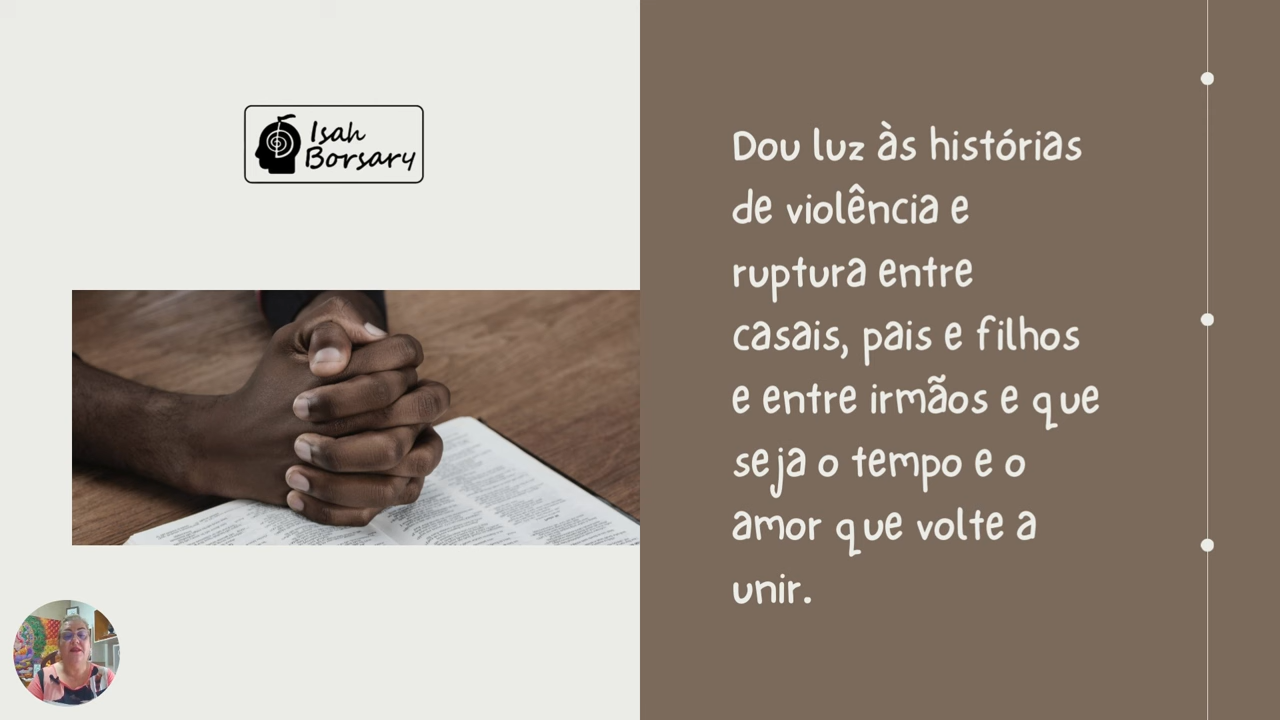 Isah
Borsary
Dou luz às histórias
de violência e
ruptura entre
casais, pais e filhos
e entre irmãos e que
seja o tempo e o
amor que volte a
unir.